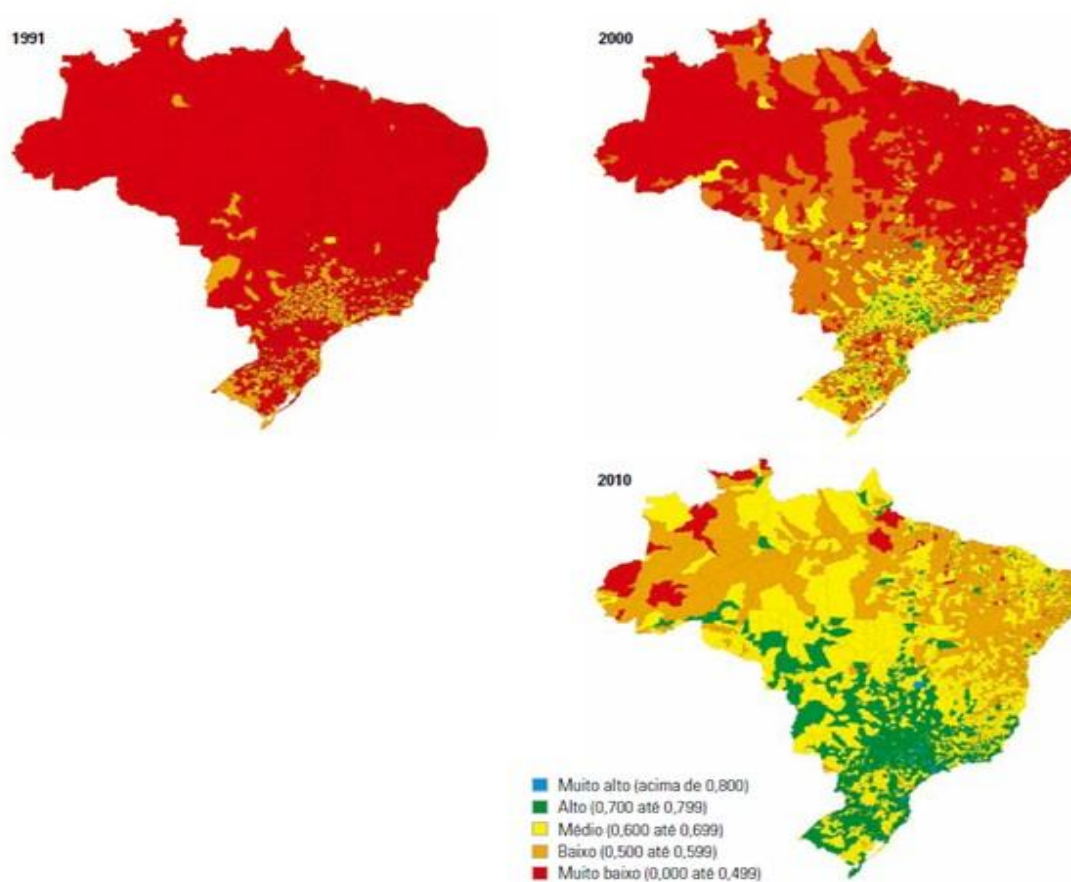 1991
2000
2010
Muito alto (acima de 0,800)
Alto (0,700 até 0,799)
Médio (0,600 até 0,699)
Baixo (0,500 até 0,599)
Muito baixo (0,000 até 0,499)